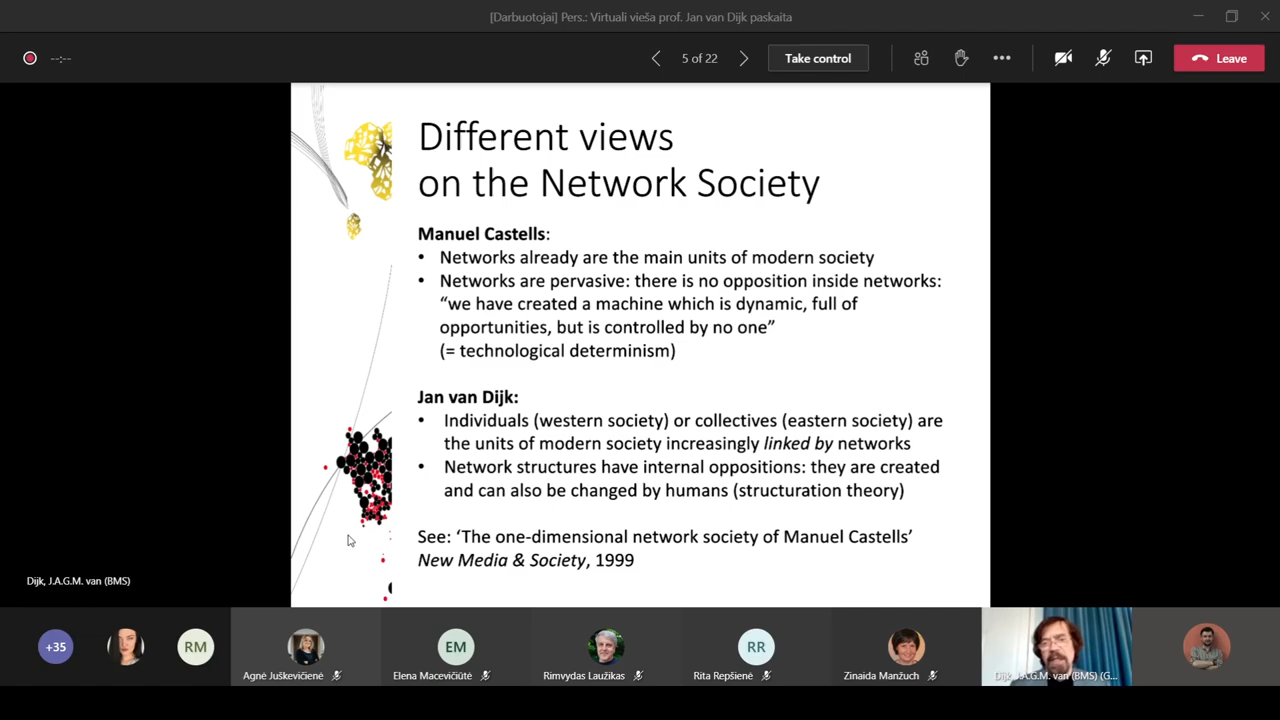 [Darbuotojai] Pers.: Virtuali vieša prof. Jan van Dijk paskaita
--:--
5 of 22
Take control
Leave
Different views
on the Network Society
Manuel Castells:
• Networks already are the main units of modern society
• Networks are pervasive: there is no opposition inside networks:
“we have created a machine which is dynamic, full of
opportunities, but is controlled by no one”
(= technological determinism)
Jan van Dijk:
• Individuals (western society) or collectives (eastern society) are
the units of modern society increasingly linked by networks
• Network structures have internal oppositions: they are created
and can also be changed by humans (structuration theory)
See: ‘The one-dimensional network society of Manuel Castells’
New Media & Society, 1999
Dijk, J.A.G.M. van (BMS)
+35
RM
EM
RR
Agnė Juškevičienė
Elena Macevičiūtė
Rimvydas Laužikas
Rita Repšienė
Zinaida Manžuch
Dijk, J.A.G.M. van (BMS) (G...